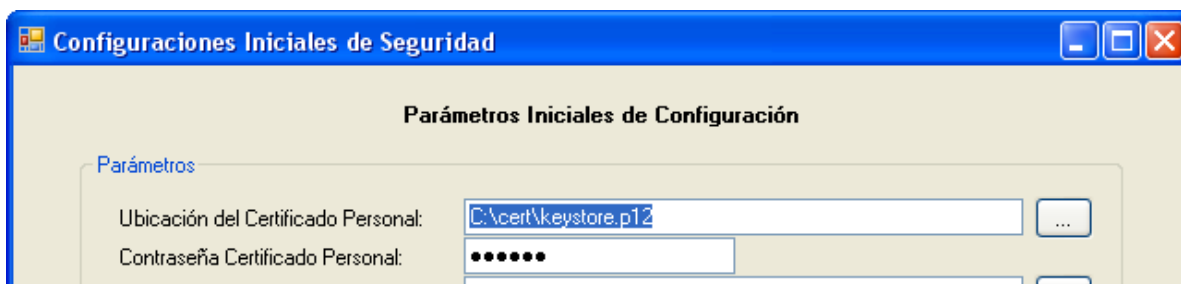 Configuraciones Iniciales de Seguridad
Parámetros Iniciales de Configuración
Parámetros
Ubicación del Certificado Personal: C:\cert\keystore.p12 ...
Contraseña Certificado Personal: ●●●●●●